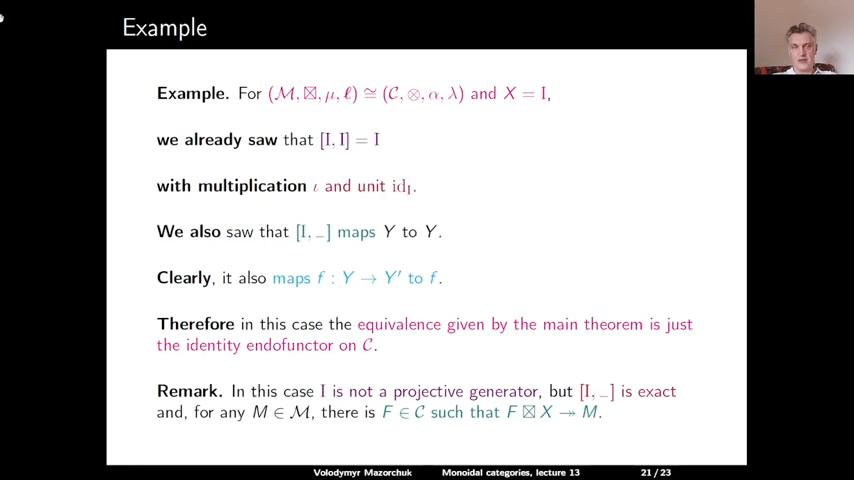 Example
Example. For (ℳ, ⊠, μ, ℓ) ≅ (𝒞, ⊗, α, λ) and X = I,
we already saw that [I, I] = I
with multiplication ι and unit id_I.
We also saw that [I, _] maps Y to Y.
Clearly, it also maps f : Y → Y′ to f.
Therefore in this case the equivalence given by the main theorem is just
the identity endofunctor on 𝒞.
Remark. In this case I is not a projective generator, but [I, _] is exact
and, for any M ∈ ℳ, there is F ∈ 𝒞 such that F ⊠ X ↠ M.
Volodymyr Mazorchuk Monoidal categories, lecture 13 21 / 23